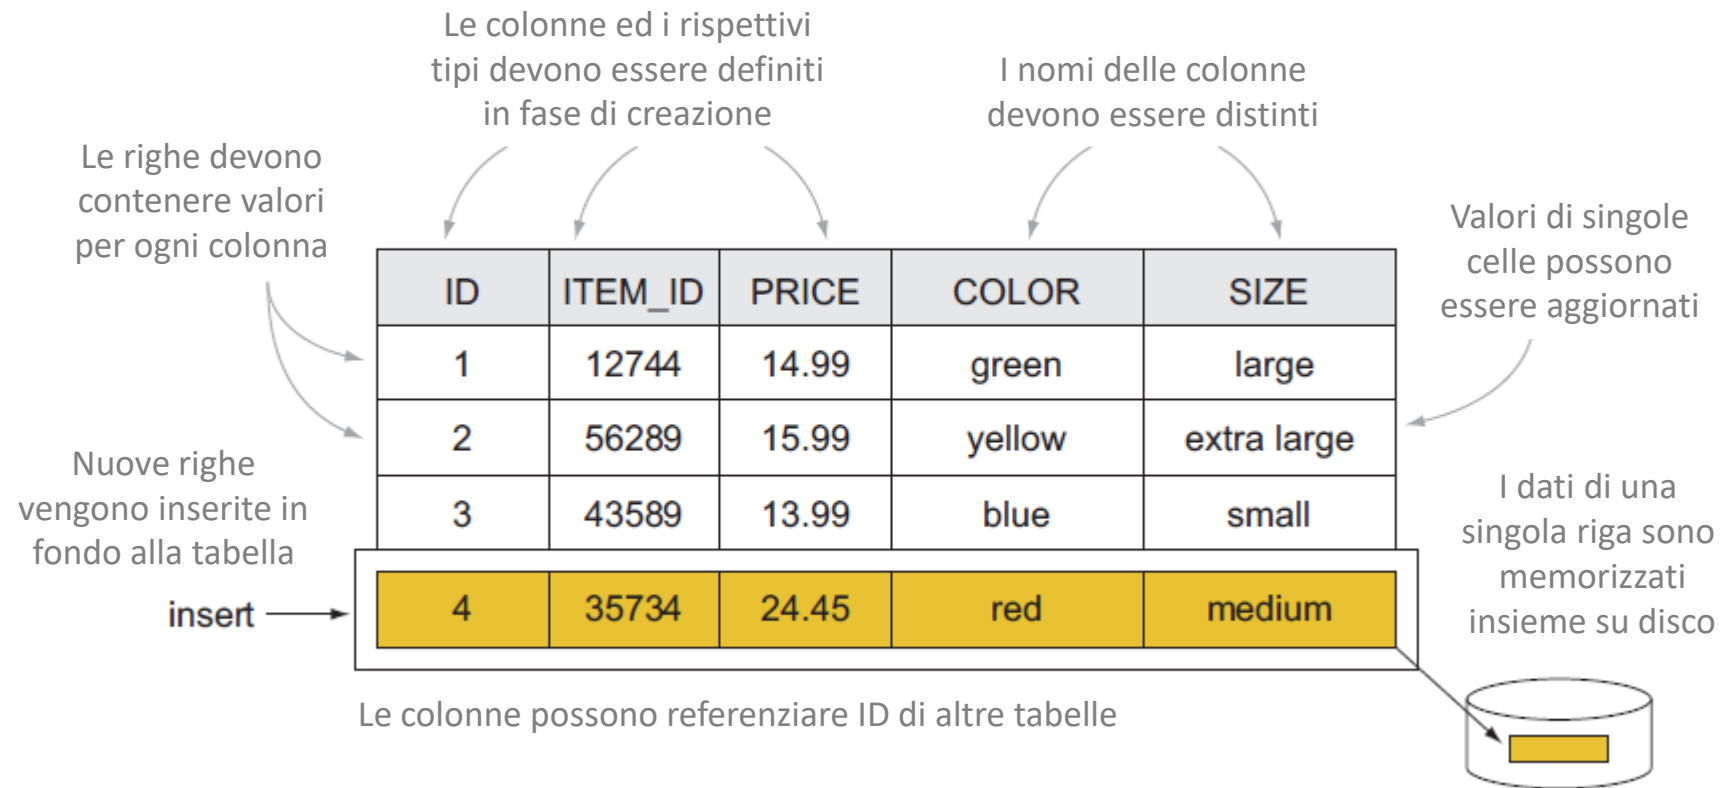 Le colonne ed i rispettivi
tipi devono essere definiti
in fase di creazione
I nomi delle colonne
devono essere distinti
Le righe devono
contenere valori
per ogni colonna
Valori di singole
celle possono
essere aggiornati
ID ITEM_ID PRICE COLOR SIZE
1 12744 14.99 green large
2 56289 15.99 yellow extra large
3 43589 13.99 blue small
Nuove righe
vengono inserite in
fondo alla tabella
I dati di una
singola riga sono
memorizzati
insieme su disco
insert
4 35734 24.45 red medium
Le colonne possono referenziare ID di altre tabelle